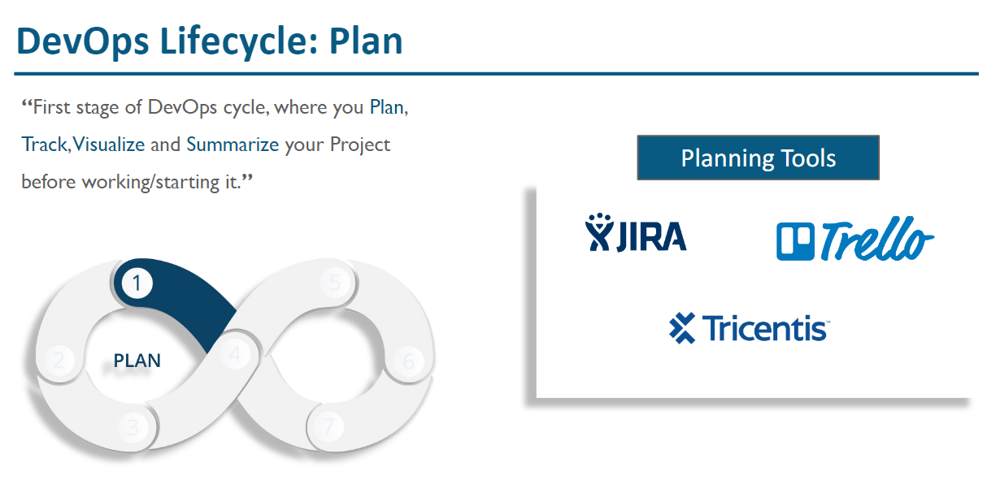 DevOps Lifecycle: Plan
“First stage of DevOps cycle, where you Plan,
Track,Visualize and Summarize your Project
before working/starting it.”
Planning Tools
JIRA
Trello
Tricentis™
1
5
2
PLAN
4
6
3
7